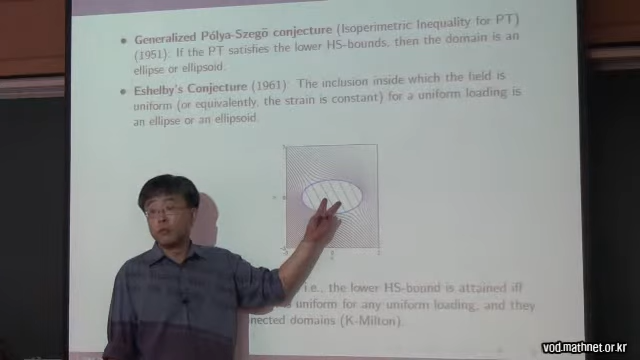 • Generalized Pólya-Szegö conjecture (Isoperimetric Inequality for PT)
(1951): If the PT satisfies the lower HS-bounds, then the domain is an
ellipse or ellipsoid.
• Eshelby's Conjecture (1961): The inclusion inside which the field is
uniform (or equivalently, the strain is constant) for a uniform loading is
an ellipse or an ellipsoid.
i.e., the lower HS-bound is attained iff
is uniform for any uniform loading, and they
domains (K-Milton).
vod.mathnet.or.kr